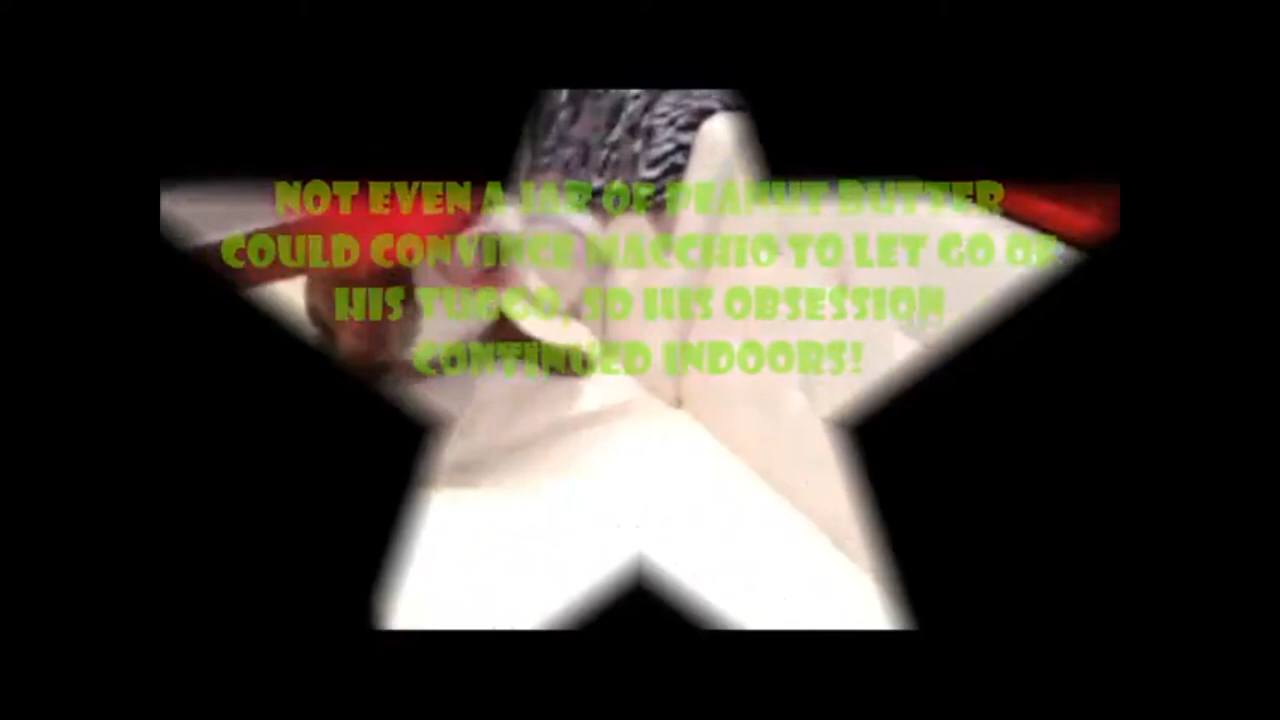 NOT EVEN A JAR OF PEANUT BUTTER
COULD CONVINCE MACCHIO TO LET GO OF
HIS TUGGO, SO HIS OBSESSION
CONTINUED INDOORS!